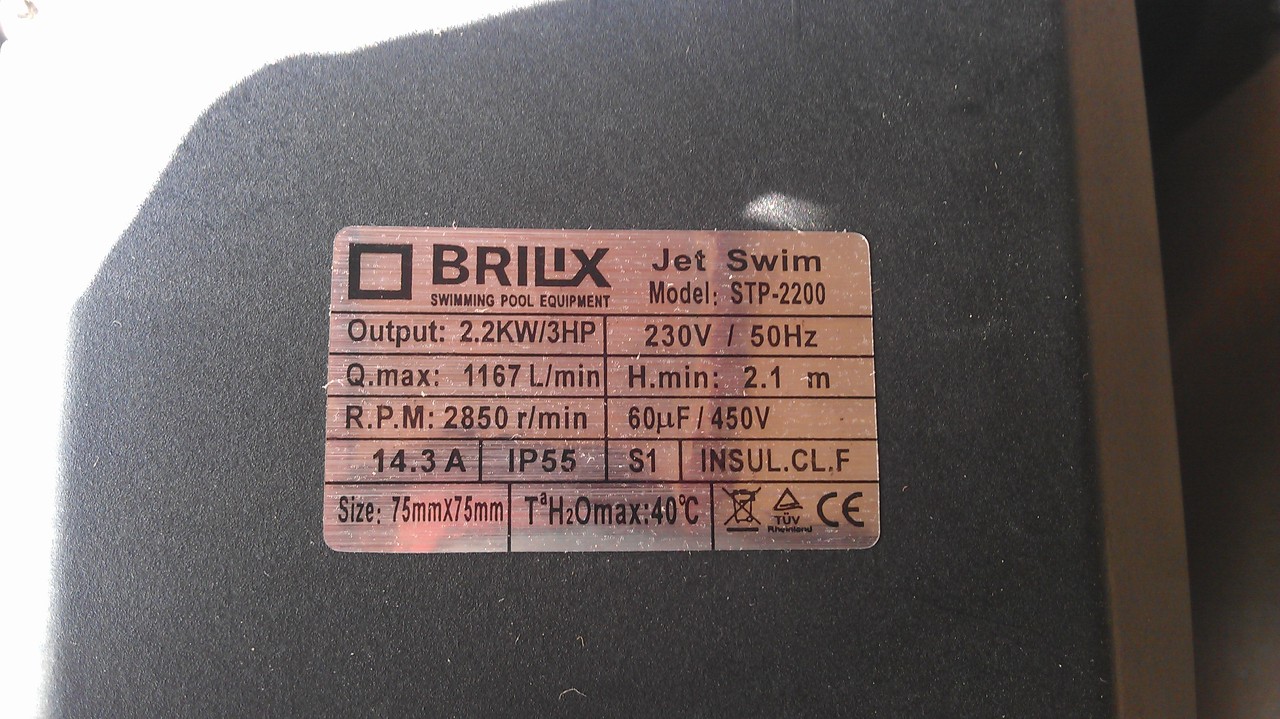 BRILIX
SWIMMING POOL EQUIPMENT
Jet Swim
Model: STP-2200
Output: 2.2KW/3HP
230V / 50Hz
Q.max: 1167 L/min
H.min: 2.1 m
R.P.M: 2850 r/min
60µF / 450V
14.3 A
IP55
S1
INSUL.CL.F
Size: 75mmX75mm
TªH₂Omax:40°C
TÜV
Rheinland
CE